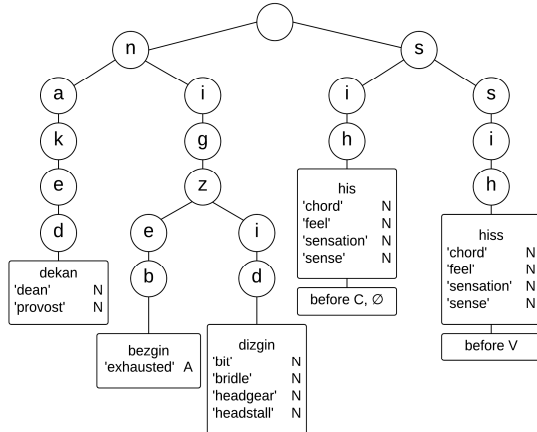 n
s
a
i
i
s
k
g
h
i
e
z
h
d
e
i
b
d
dekan
'dean' N
'provost' N
bezgin
'exhausted' A
dizgin
'bit' N
'bridle' N
'headgear' N
'headstall' N
his
'chord' N
'feel' N
'sensation' N
'sense' N
before C, ∅
hiss
'chord' N
'feel' N
'sensation' N
'sense' N
before V